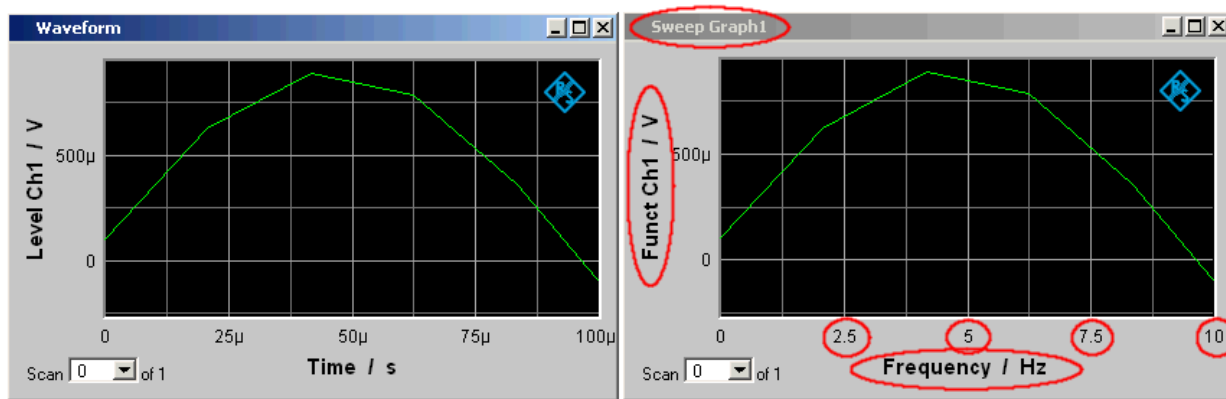 Waveform
Level Ch1 / V
500µ
0
0 25µ 50µ 75µ 100µ
Time / s
Scan 0 of 1
Sweep Graph1
Funct Ch1 / V
500µ
0
0 2.5 5 7.5 10
Frequency / Hz
Scan 0 of 1